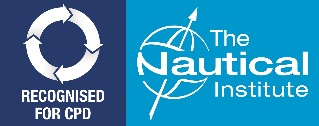 RECOGNISED
FOR CPD
The
Nautical
Institute